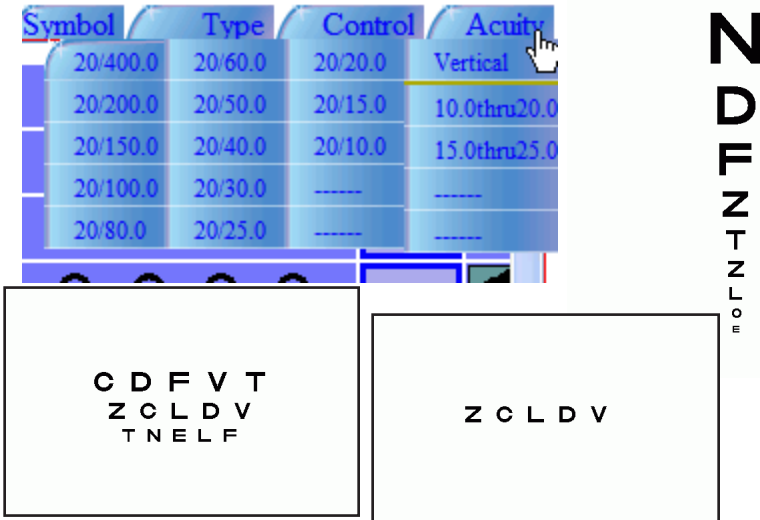 Symbol Type Control Acuity
20/400.0 20/60.0 20/20.0 Vertical
20/200.0 20/50.0 20/15.0 10.0thru20.0
20/150.0 20/40.0 20/10.0 15.0thru25.0
20/100.0 20/30.0 ------ ------
20/80.0 20/25.0 ------ ------
N
D
F
Z
T
Z
L
O
E
C D F V T
Z C L D V
T N E L F
Z C L D V